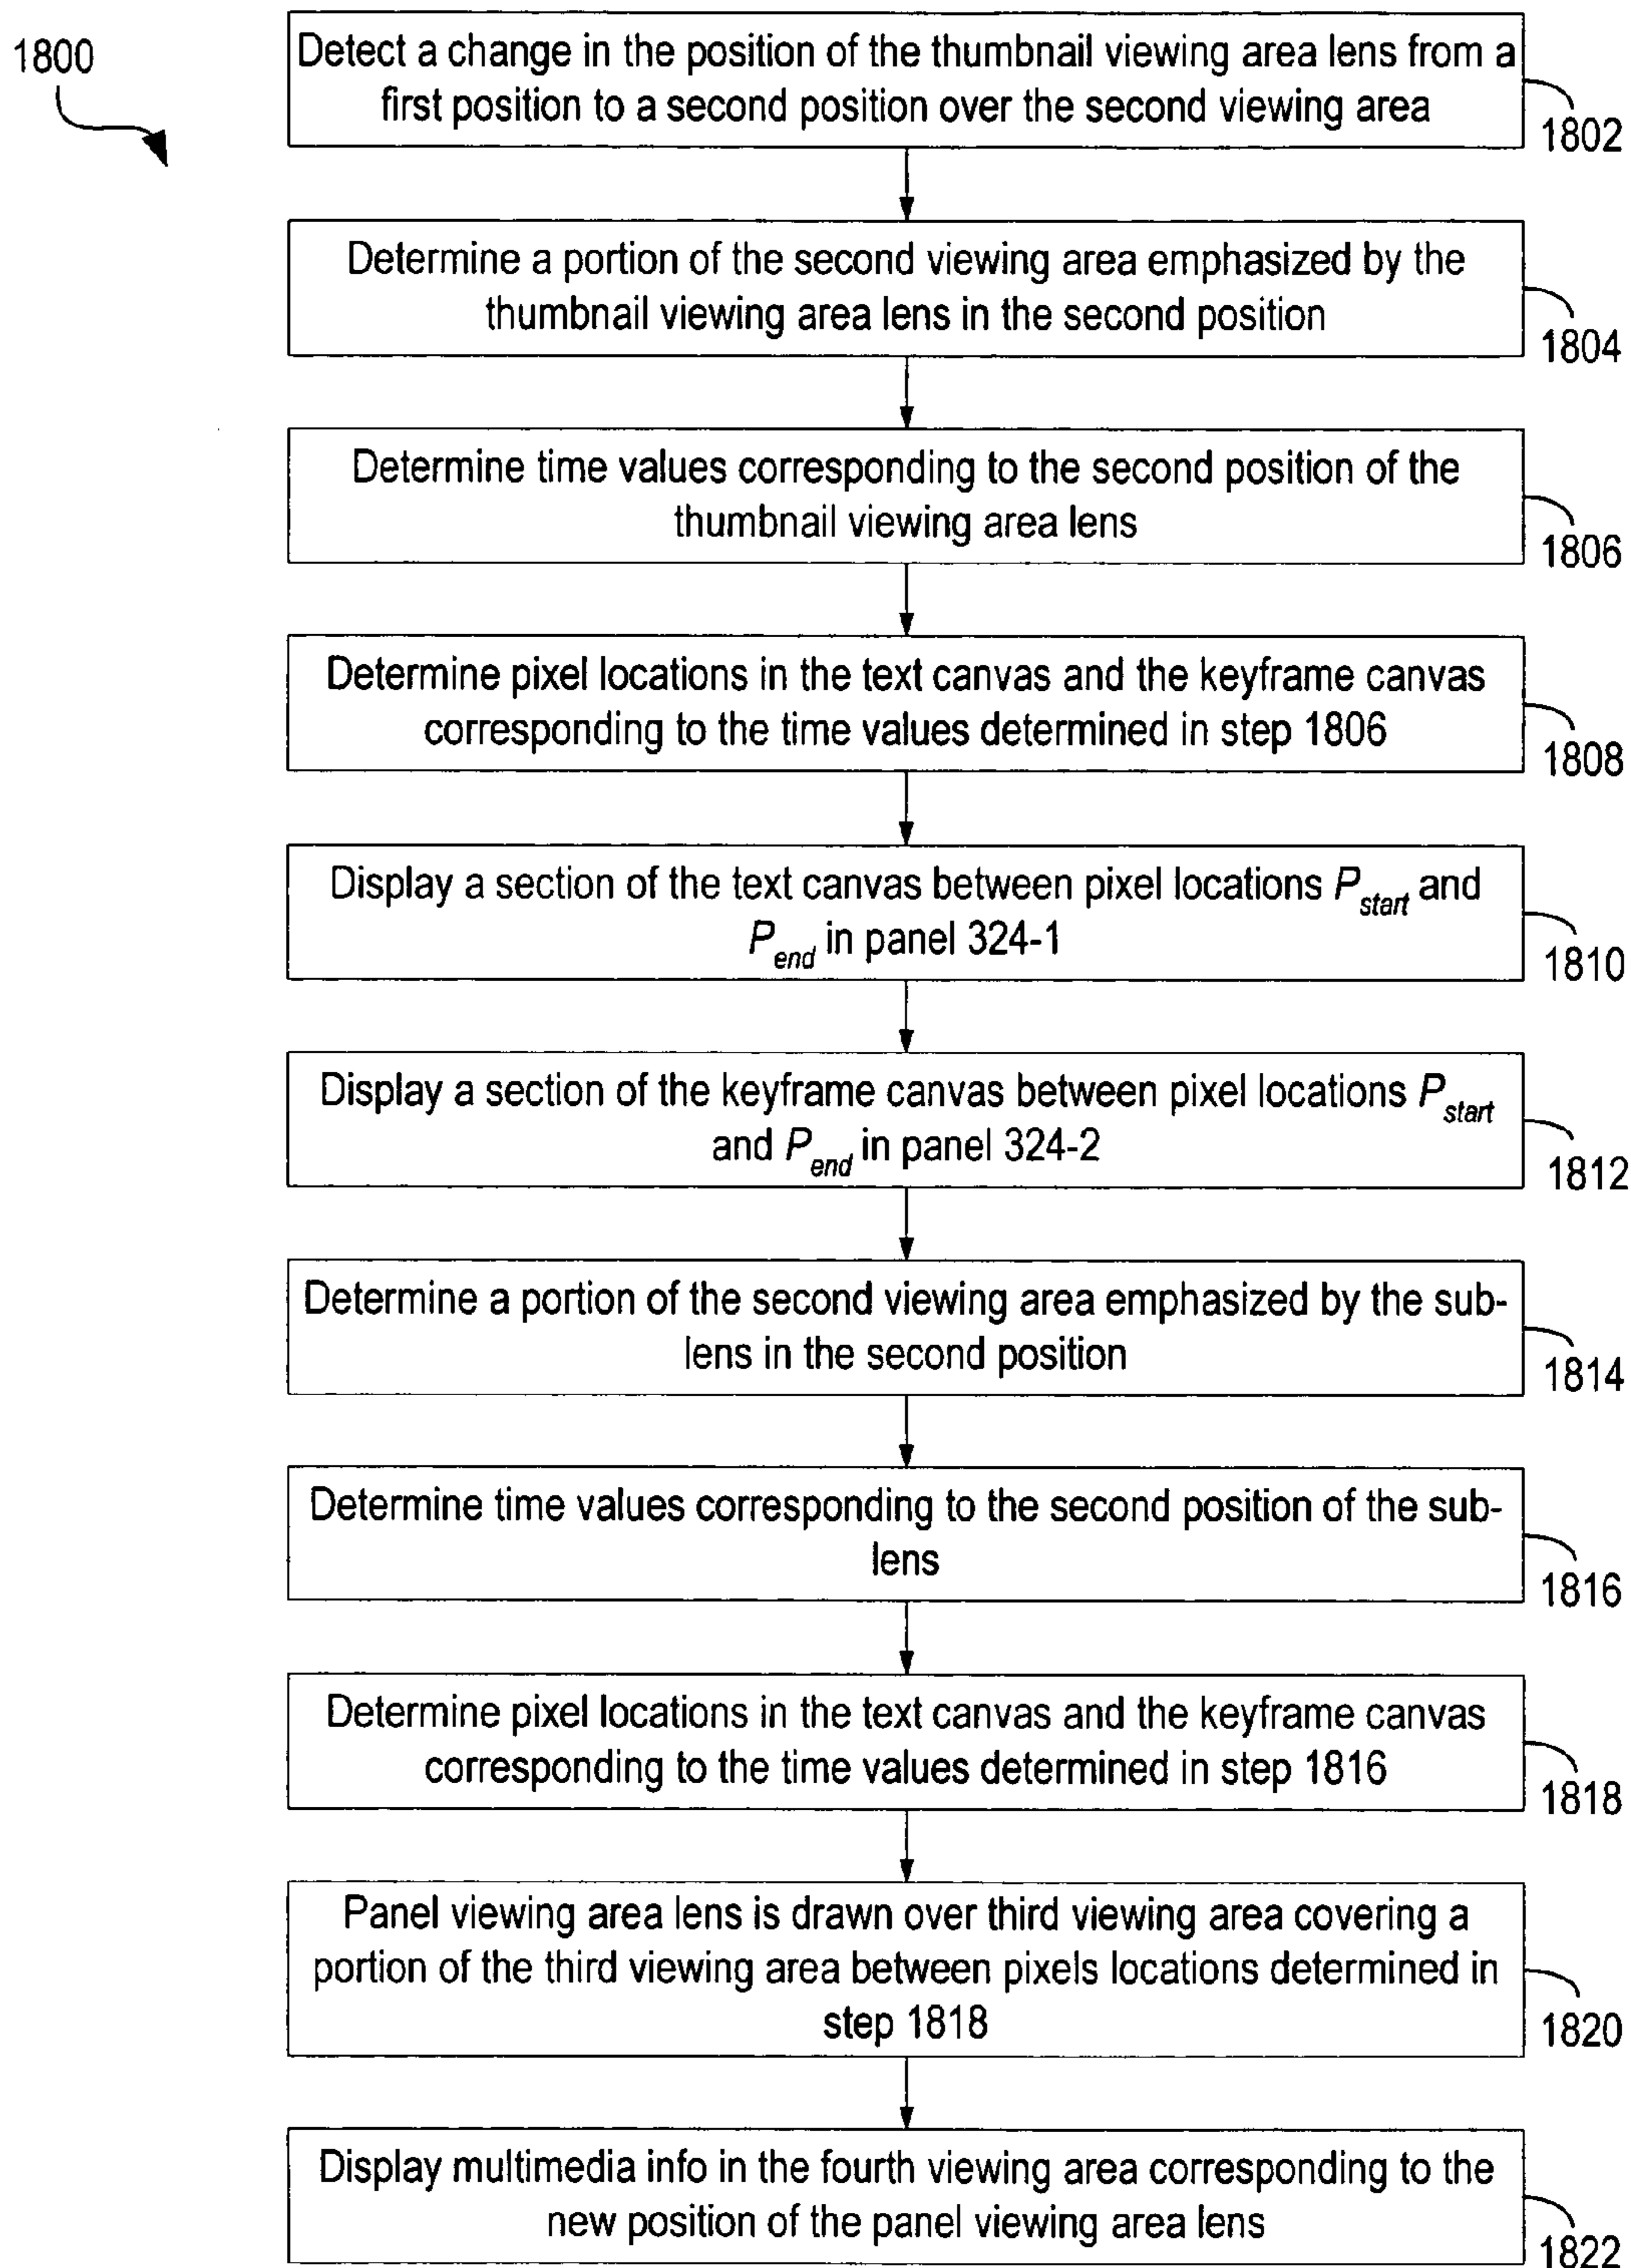 1800
Detect a change in the position of the thumbnail viewing area lens from a
first position to a second position over the second viewing area
1802
Determine a portion of the second viewing area emphasized by the
thumbnail viewing area lens in the second position
1804
Determine time values corresponding to the second position of the
thumbnail viewing area lens
1806
Determine pixel locations in the text canvas and the keyframe canvas
corresponding to the time values determined in step 1806
1808
Display a section of the text canvas between pixel locations P start and
P end in panel 324-1
1810
Display a section of the keyframe canvas between pixel locations P start
and P end in panel 324-2
1812
Determine a portion of the second viewing area emphasized by the sub-
lens in the second position
1814
Determine time values corresponding to the second position of the sub-
lens
1816
Determine pixel locations in the text canvas and the keyframe canvas
corresponding to the time values determined in step 1816
1818
Panel viewing area lens is drawn over third viewing area covering a
portion of the third viewing area between pixels locations determined in
step 1818
1820
Display multimedia info in the fourth viewing area corresponding to the
new position of the panel viewing area lens
1822